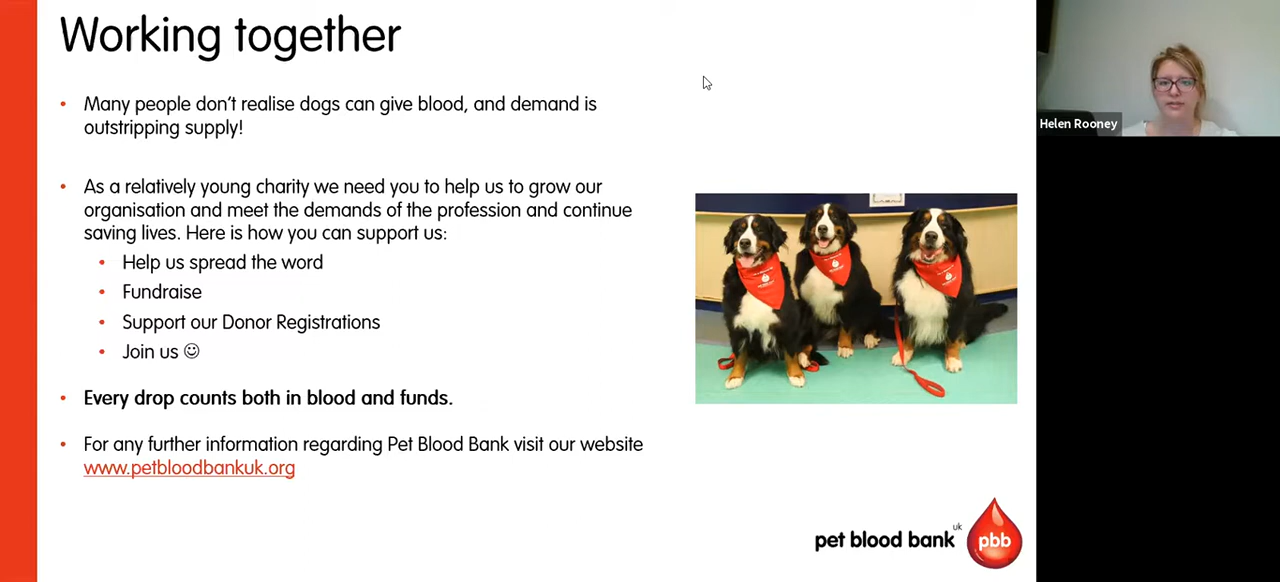 Working together
• Many people don't realise dogs can give blood, and demand is
outstripping supply!
• As a relatively young charity we need you to help us to grow our
organisation and meet the demands of the profession and continue
saving lives. Here is how you can support us:
• Help us spread the word
• Fundraise
• Support our Donor Registrations
• Join us ☺
• Every drop counts both in blood and funds.
• For any further information regarding Pet Blood Bank visit our website
www.petbloodbankuk.org
pet blood bank uk
pbb
Helen Rooney